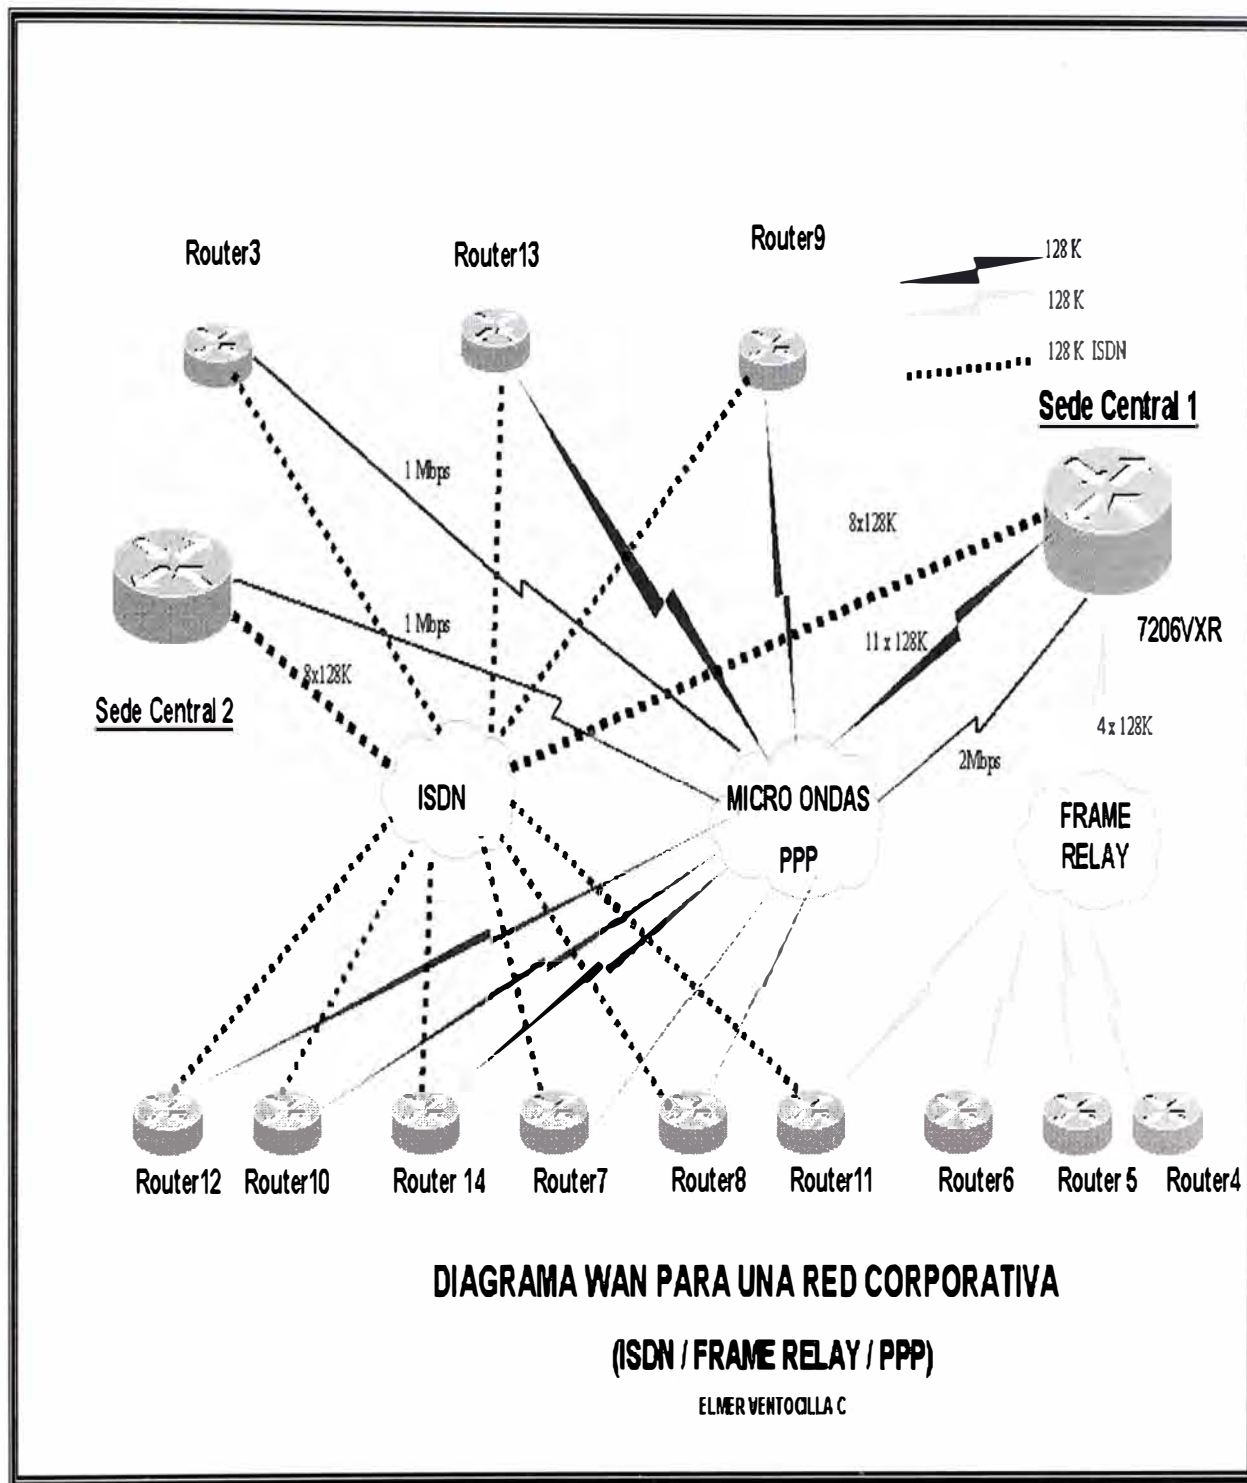 Router3
Router13
Router9
128 K
128 K
128 K ISDN
Sede Central 1
1 Mbps
8x128K
1 Mbps
11 x 128K
7206VXR
8x128K
Sede Central 2
4 x 128K
2Mbps
ISDN
MICRO ONDAS
PPP
FRAME
RELAY
Router12
Router10
Router 14
Router7
Router8
Router11
Router6
Router 5
Router4
DIAGRAMA WAN PARA UNA RED CORPORATIVA
(ISDN / FRAME RELAY / PPP)
ELMER VENTOCILLA C